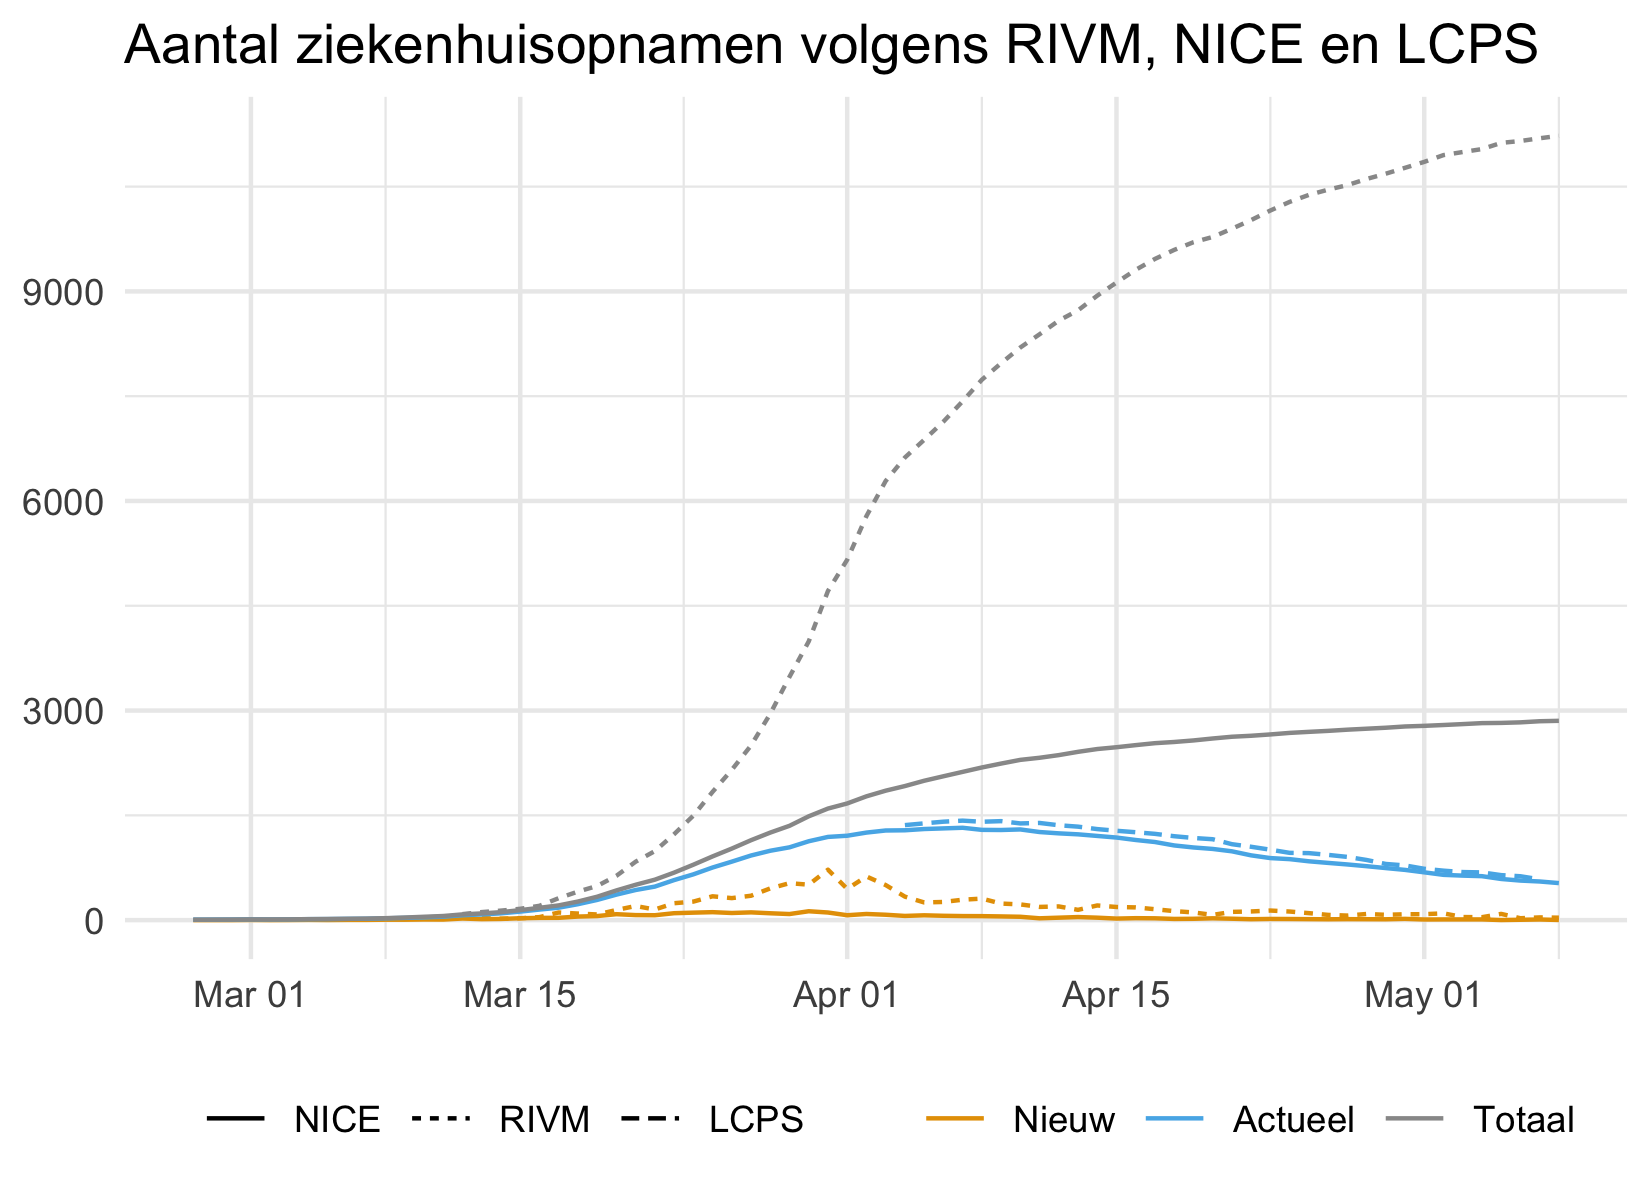 Aantal ziekenhuisopnamen volgens RIVM, NICE en LCPS
9000
6000
3000
0
Mar 01 Mar 15 Apr 01 Apr 15 May 01
NICE RIVM LCPS Nieuw Actueel Totaal